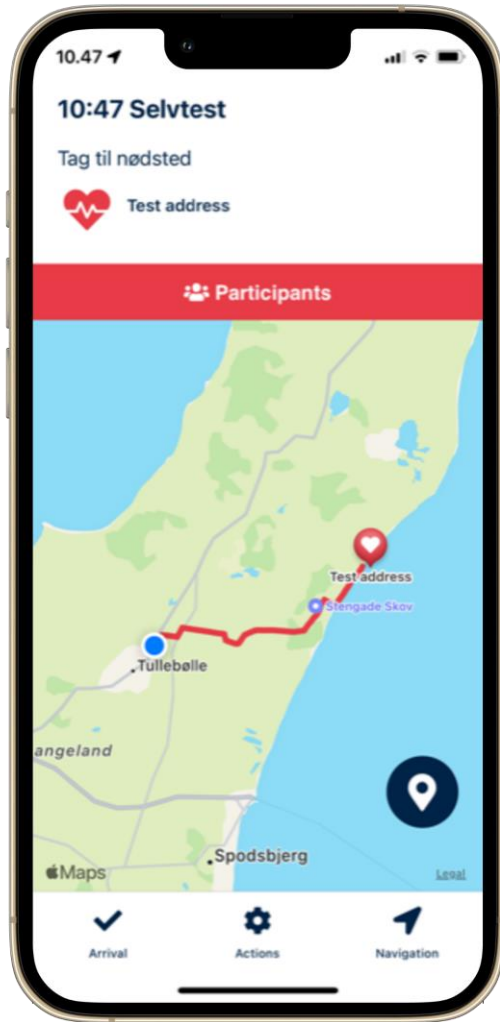 10.47
10:47 Selvtest
Tag til nødsted
Test address
Participants
Test address
Stengade Skov
Tullebølle
angeland
Spodsbjerg
Maps
Legal
Arrival
Actions
Navigation